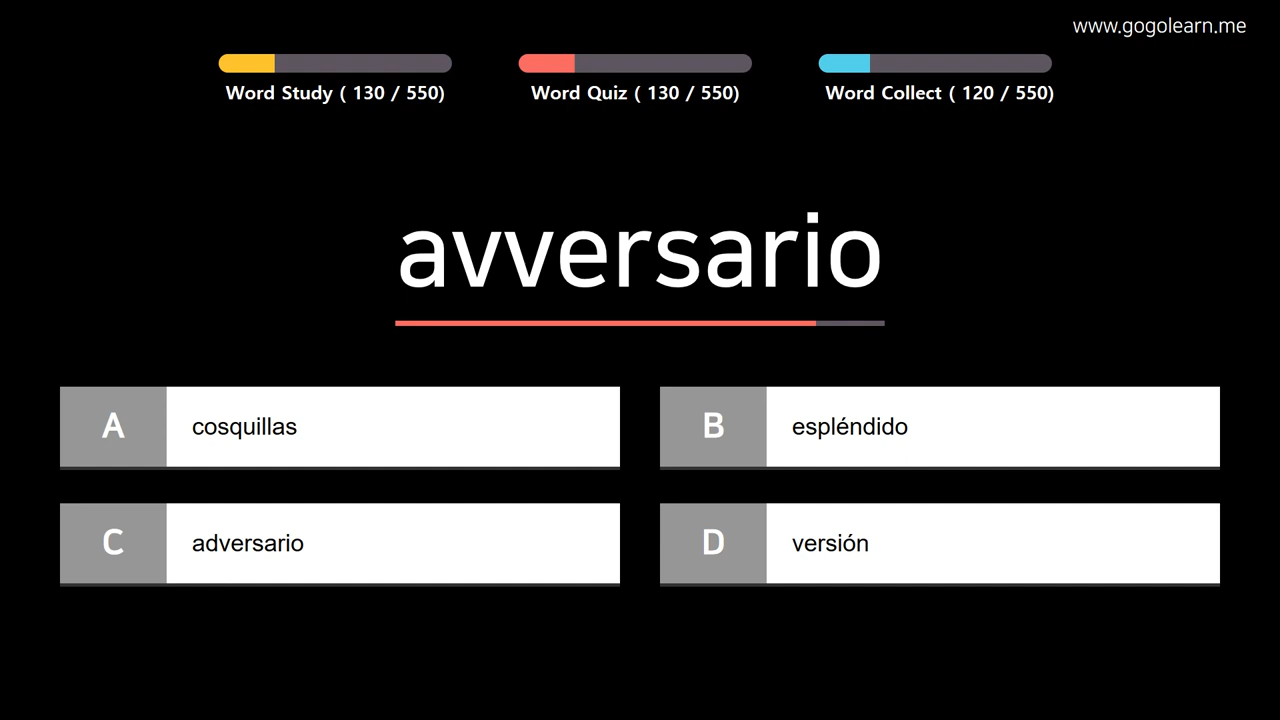 www.gogolearn.me
Word Study ( 130 / 550)
Word Quiz ( 130 / 550)
Word Collect ( 120 / 550)
avversario
A cosquillas
B espléndido
C adversario
D versión